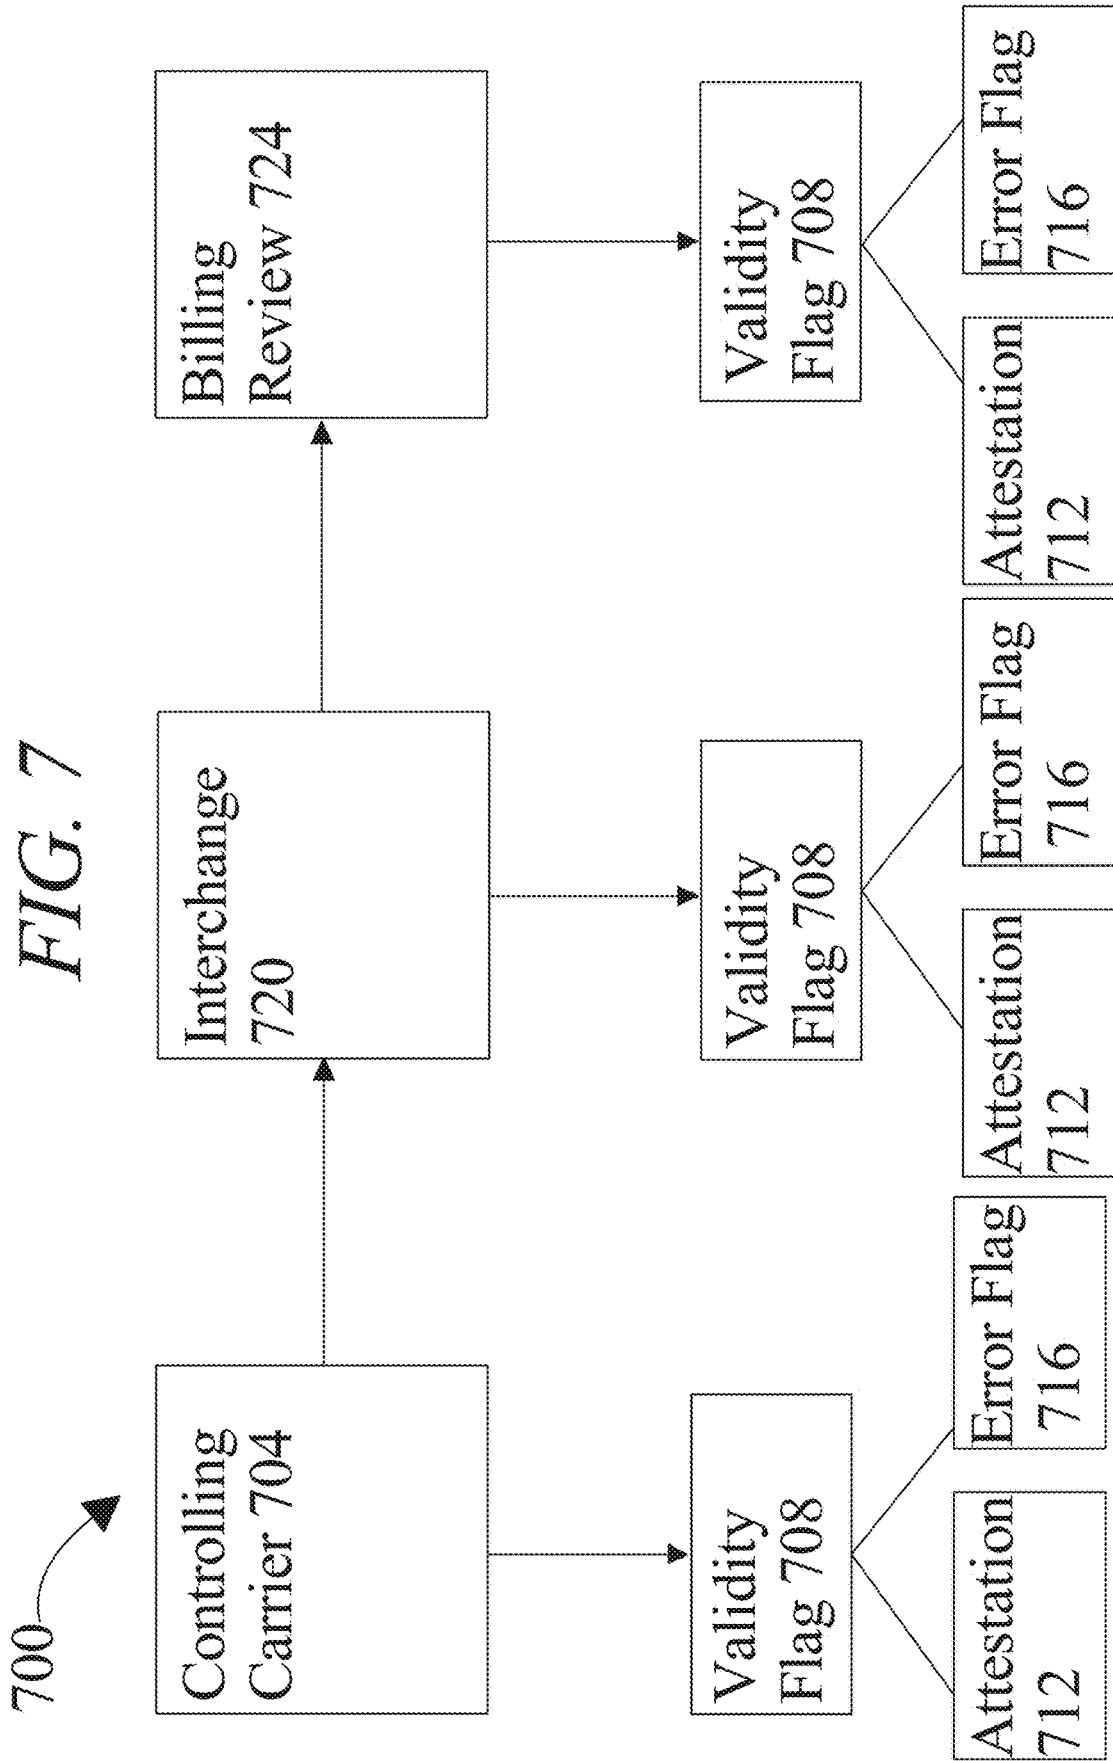 FIG. 7
700
Controlling
Carrier 704
Interchange
720
Billing
Review 724
Validity
Flag 708
Validity
Flag 708
Validity
Flag 708
Attestation
712
Error Flag
716
Attestation
712
Error Flag
716
Attestation
712
Error Flag
716